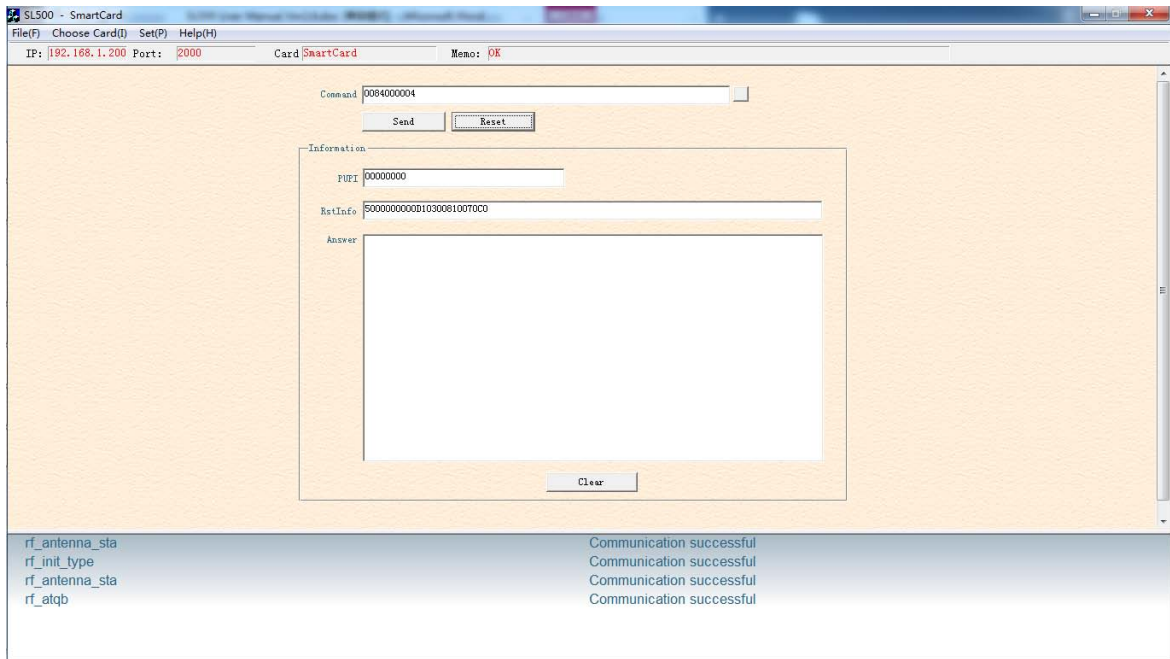 SL500 - SmartCard
File(F) Choose Card(I) Set(P) Help(H)
IP: 192.168.1.200 Port: 2000 Card SmartCard Memo: OK
Command 0084000004
Send Reset
Information
PUPI 00000000
RstInfo 5000000000D10300810070C0
Answer
Clear
rf_antenna_sta Communication successful
rf_init_type Communication successful
rf_antenna_sta Communication successful
rf_atqb Communication successful